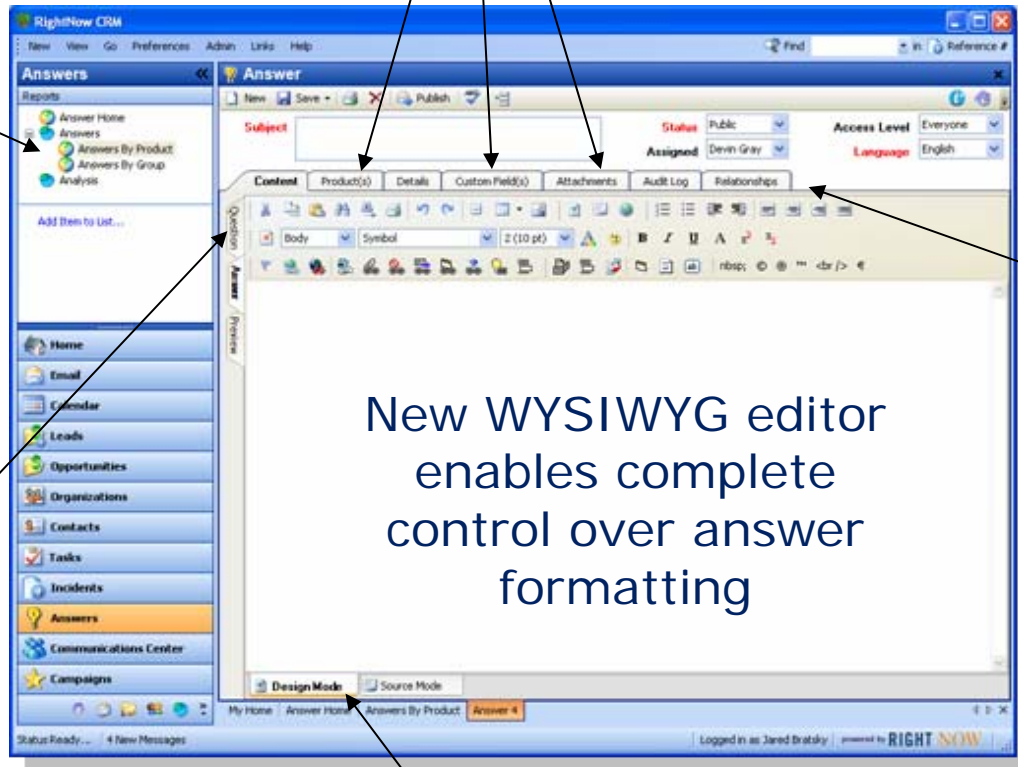 RightNow CRM
New View Go Preferences Admin Links Help Find in Reference #
Answers «
Answer
Reports
New Save Publish
Answer Home
Answers
Answers By Product
Answers By Group
Analysis
Subject
Status Public Access Level Everyone
Assigned Devin Gray Language English
Content Product(s) Details Custom Field(s) Attachments Audit Log Relationships
Add Item to List...
Question
Answer
Preview
Body Symbol 2 (10 pt) B I U A
nbsp; © ® ™ <br/> ¶
Home
Email
Calendar
Leads
Opportunities
Organizations
Contacts
Tasks
Incidents
Answers
Communications Center
Campaigns
New WYSIWYG editor
enables complete
control over answer
formatting
Design Mode Source Mode
My Home Answer Home Answers By Product Answer 4
Status Ready... 4 New Messages Logged in as Jared Bratsky powered by RIGHT NOW